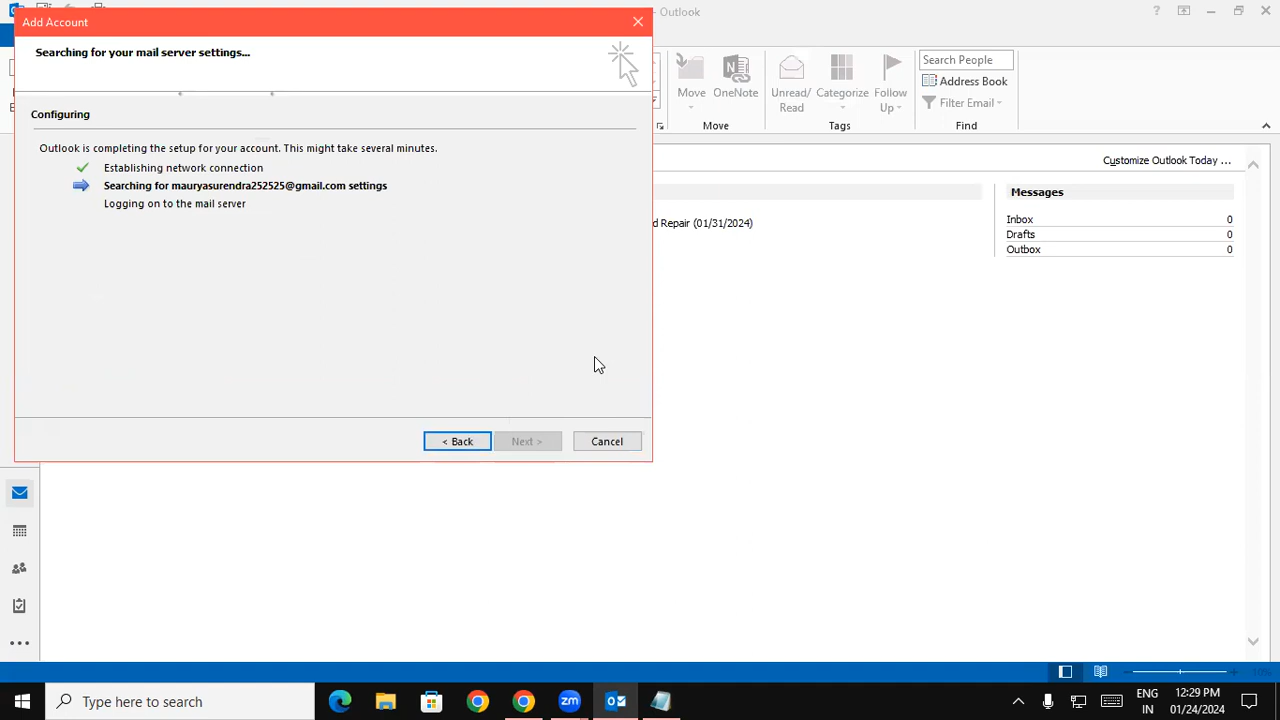 Add Account
- Outlook
Searching for your mail server settings...
Search People
Move
OneNote
Unread/
Read
Categorize
Follow
Up
Address Book
Filter Email
Move
Tags
Find
Configuring
Outlook is completing the setup for your account. This might take several minutes.
Establishing network connection
Searching for mauryasurendra252525@gmail.com settings
Logging on to the mail server
Customize Outlook Today ...
Messages
d Repair (01/31/2024)
Inbox 0
Drafts 0
Outbox 0
< Back
Next >
Cancel
Type here to search
ENG
IN
12:29 PM
01/24/2024